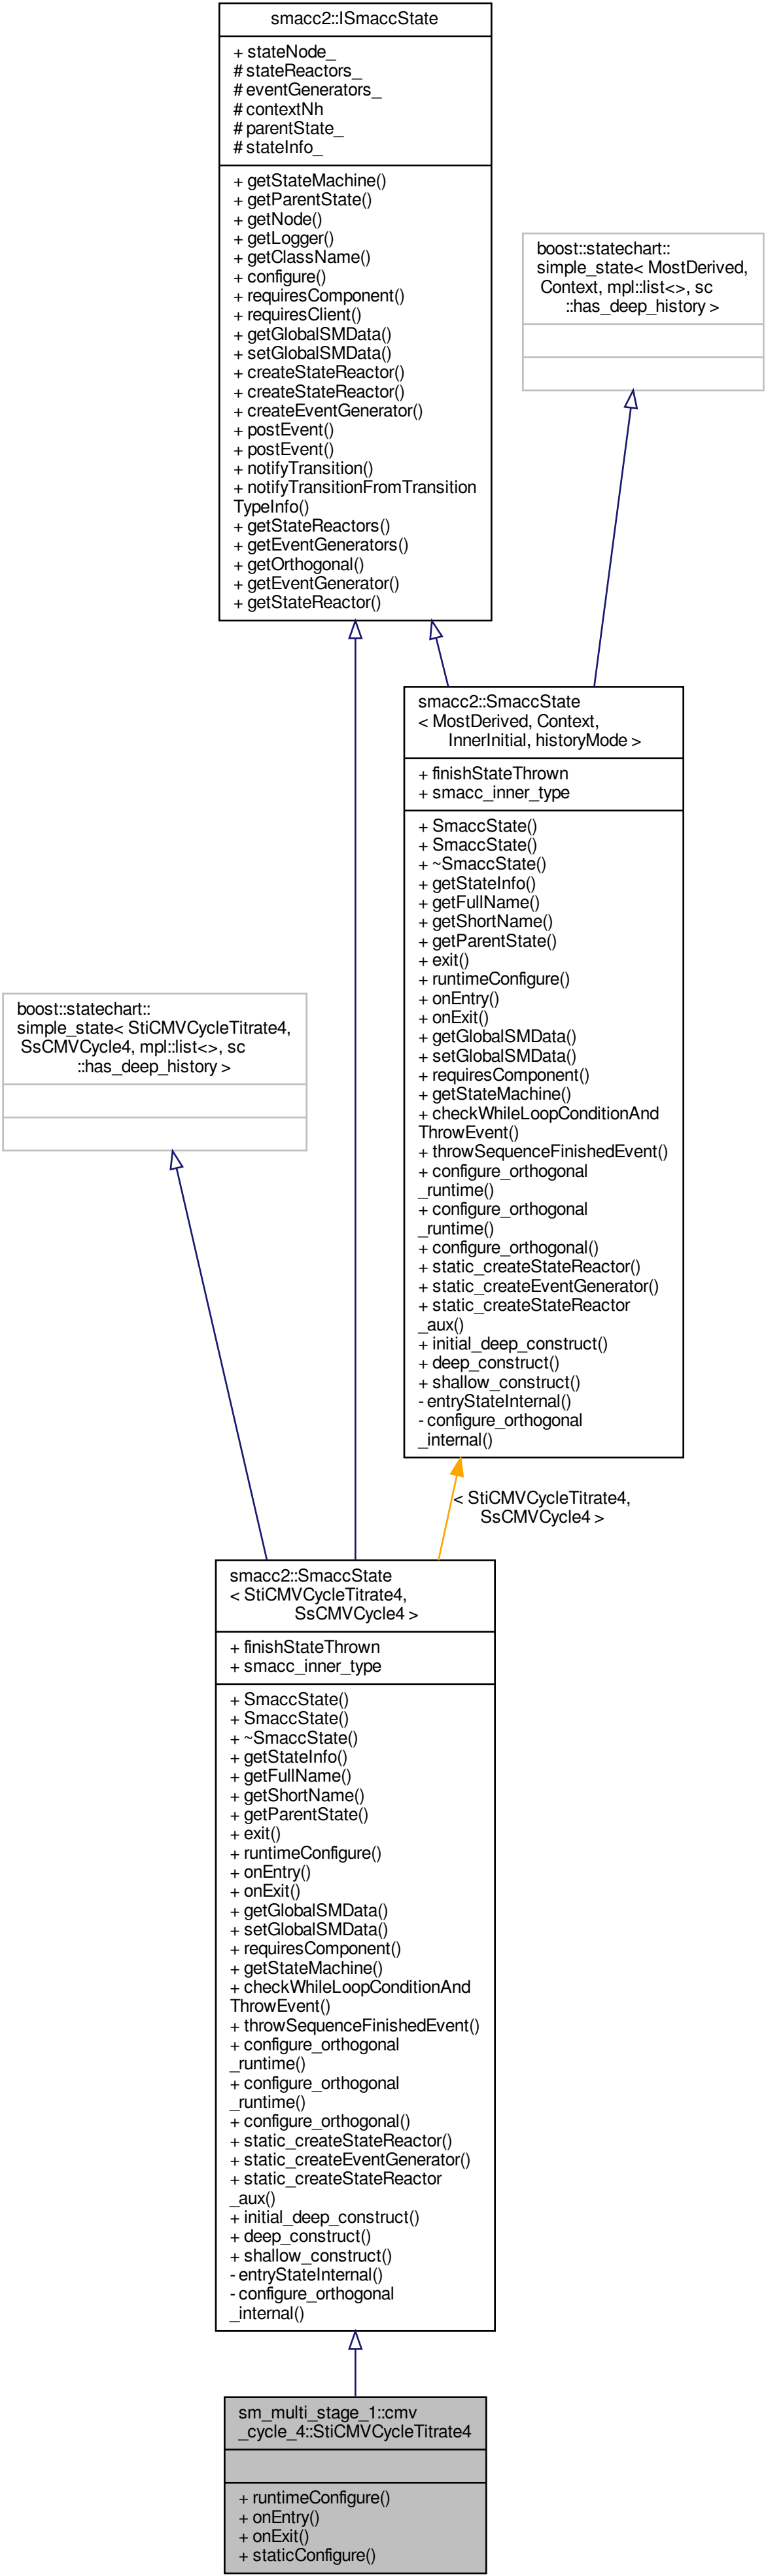 smacc2::ISmaccState
+ stateNode_
# stateReactors_
# eventGenerators_
# contextNh
# parentState_
# stateInfo_
+ getStateMachine()
+ getParentState()
+ getNode()
+ getLogger()
+ getClassName()
+ configure()
+ requiresComponent()
+ requiresClient()
+ getGlobalSMData()
+ setGlobalSMData()
+ createStateReactor()
+ createStateReactor()
+ createEventGenerator()
+ postEvent()
+ postEvent()
+ notifyTransition()
+ notifyTransitionFromTransition
TypeInfo()
+ getStateReactors()
+ getEventGenerators()
+ getOrthogonal()
+ getEventGenerator()
+ getStateReactor()
boost::statechart::
simple_state< MostDerived,
Context, mpl::list<>, sc
::has_deep_history >
smacc2::SmaccState
< MostDerived, Context,
InnerInitial, historyMode >
+ finishStateThrown
+ smacc_inner_type
+ SmaccState()
+ SmaccState()
+ ~SmaccState()
+ getStateInfo()
+ getFullName()
+ getShortName()
+ getParentState()
+ exit()
+ runtimeConfigure()
+ onEntry()
+ onExit()
+ getGlobalSMData()
+ setGlobalSMData()
+ requiresComponent()
+ getStateMachine()
+ checkWhileLoopConditionAnd
ThrowEvent()
+ throwSequenceFinishedEvent()
+ configure_orthogonal
_runtime()
+ configure_orthogonal
_runtime()
+ configure_orthogonal()
+ static_createStateReactor()
+ static_createEventGenerator()
+ static_createStateReactor
_aux()
+ initial_deep_construct()
+ deep_construct()
+ shallow_construct()
- entryStateInternal()
- configure_orthogonal
_internal()
boost::statechart::
simple_state< StiCMVCycleTitrate4,
SsCMVCycle4, mpl::list<>, sc
::has_deep_history >
< StiCMVCycleTitrate4,
SsCMVCycle4 >
smacc2::SmaccState
< StiCMVCycleTitrate4,
SsCMVCycle4 >
+ finishStateThrown
+ smacc_inner_type
+ SmaccState()
+ SmaccState()
+ ~SmaccState()
+ getStateInfo()
+ getFullName()
+ getShortName()
+ getParentState()
+ exit()
+ runtimeConfigure()
+ onEntry()
+ onExit()
+ getGlobalSMData()
+ setGlobalSMData()
+ requiresComponent()
+ getStateMachine()
+ checkWhileLoopConditionAnd
ThrowEvent()
+ throwSequenceFinishedEvent()
+ configure_orthogonal
_runtime()
+ configure_orthogonal
_runtime()
+ configure_orthogonal()
+ static_createStateReactor()
+ static_createEventGenerator()
+ static_createStateReactor
_aux()
+ initial_deep_construct()
+ deep_construct()
+ shallow_construct()
- entryStateInternal()
- configure_orthogonal
_internal()
sm_multi_stage_1::cmv
_cycle_4::StiCMVCycleTitrate4
+ runtimeConfigure()
+ onEntry()
+ onExit()
+ staticConfigure()